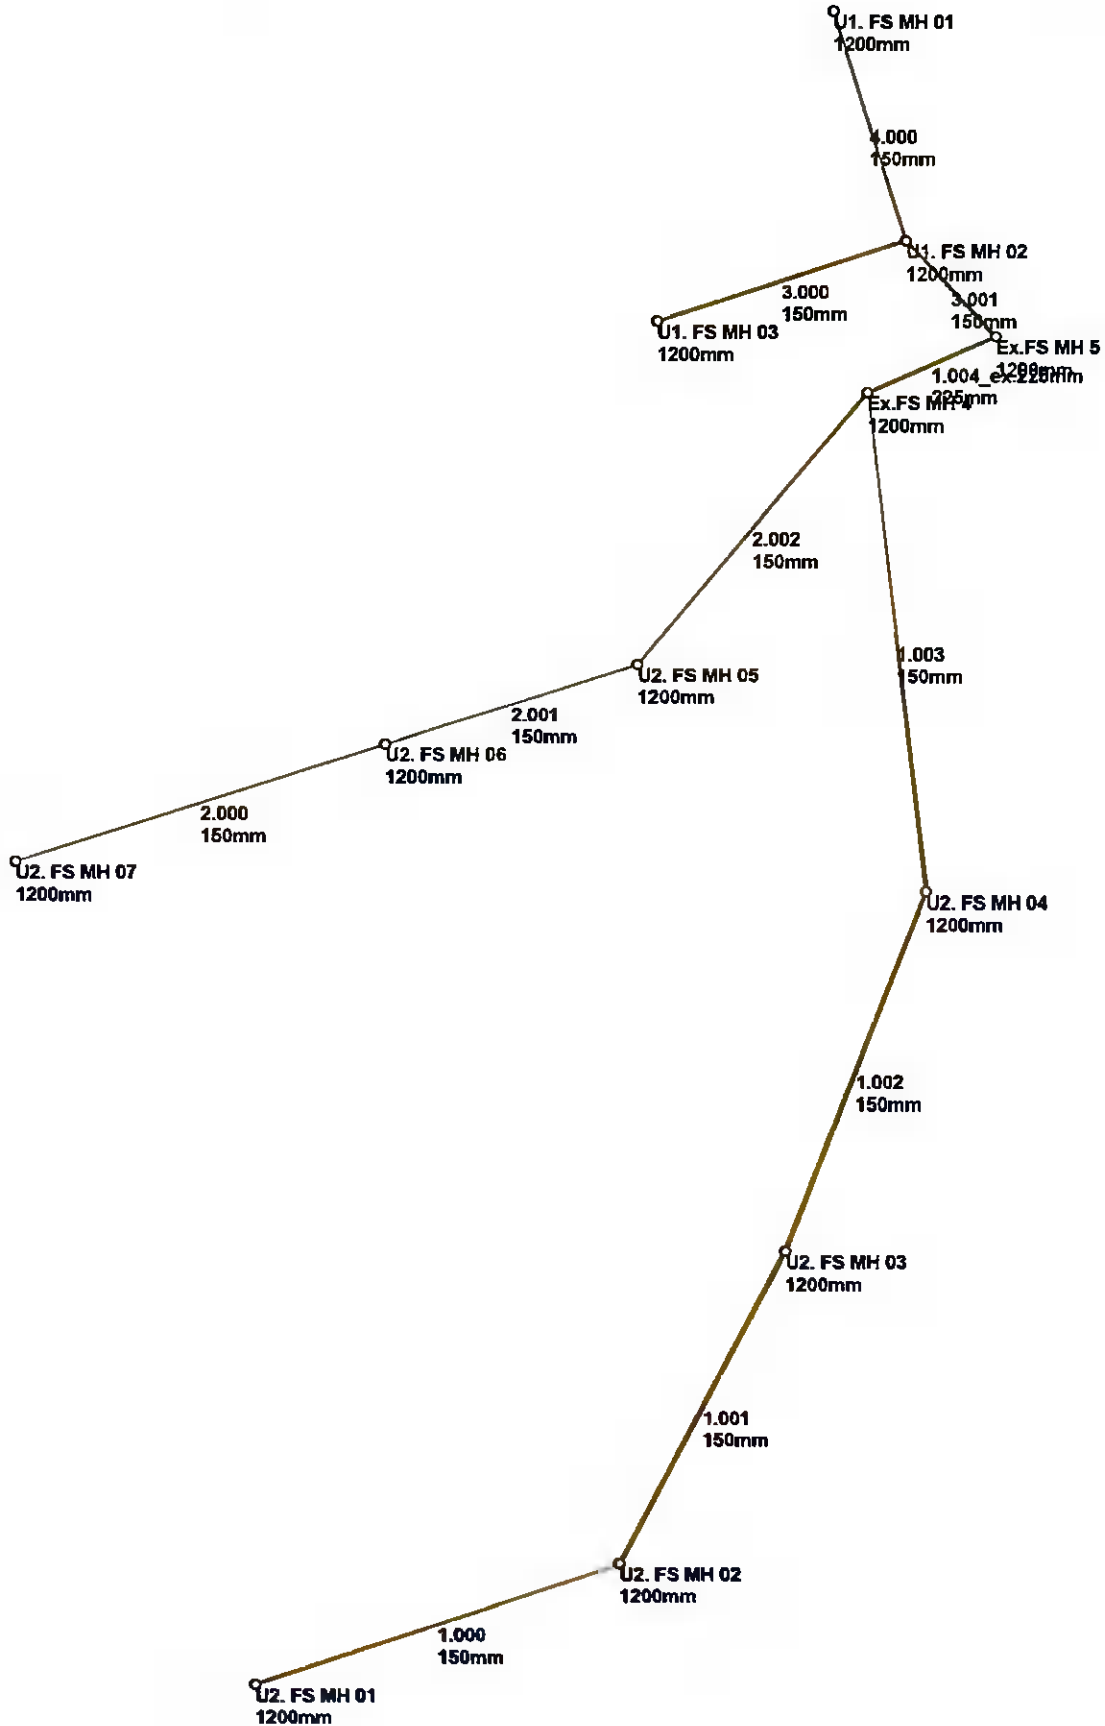 U1. FS MH 01
1200mm
4.000
150mm
U1. FS MH 02
1200mm
3.000
150mm
3.001
150mm
U1. FS MH 03
1200mm
Ex.FS MH 5
1200mm
1.004_ex.225mm
225mm
Ex.FS MH 4
1200mm
2.002
150mm
1.003
150mm
U2. FS MH 05
1200mm
2.001
150mm
U2. FS MH 06
1200mm
2.000
150mm
U2. FS MH 07
1200mm
U2. FS MH 04
1200mm
1.002
150mm
U2. FS MH 03
1200mm
1.001
150mm
U2. FS MH 02
1200mm
1.000
150mm
U2. FS MH 01
1200mm